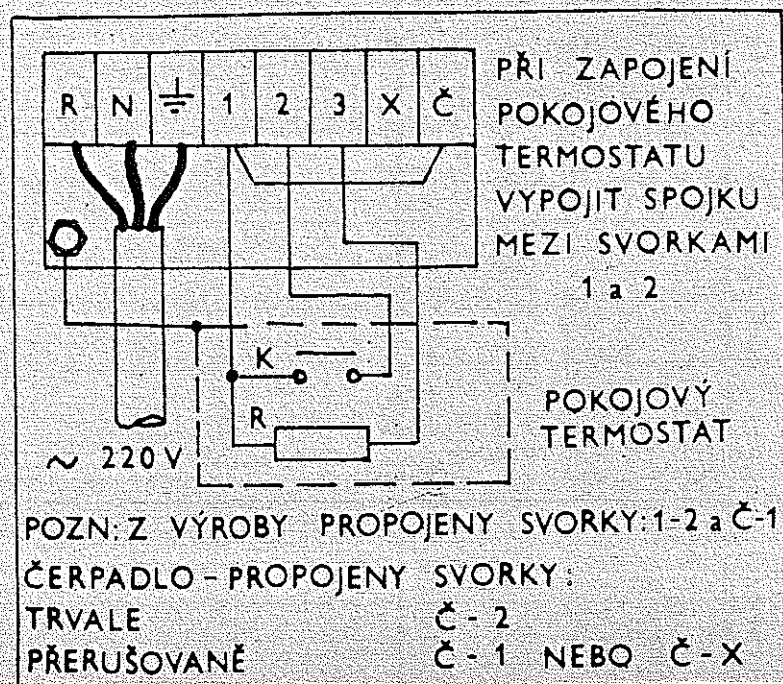 R N 1 2 3 X Č
PŘI ZAPOJENÍ
POKOJOVÉHO
TERMOSTATU
VYPOJIT SPOJKU
MEZI SVORKAMI
1 a 2
K
R
POKOJOVÝ
TERMOSTAT
~ 220 V
POZN: Z VÝROBY PROPOJENY SVORKY: 1-2 a Č-1
ČERPADLO - PROPOJENY SVORKY:
TRVALE Č - 2
PŘERUŠOVANĚ Č - 1 NEBO Č - X